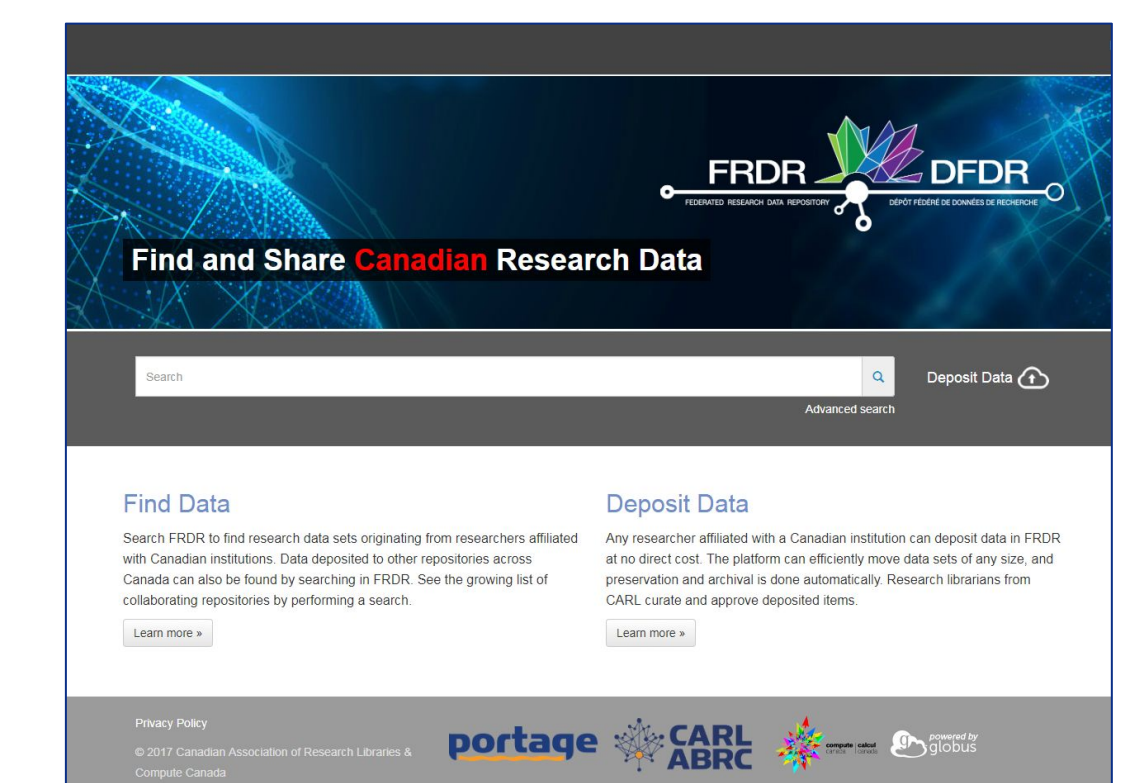 FRDR DFDR
FEDERATED RESEARCH DATA REPOSITORY DÉPÔT FÉDÉRÉ DE DONNÉES DE RECHERCHE
Find and Share Canadian Research Data
Search
Deposit Data
Advanced search
Find Data
Search FRDR to find research data sets originating from researchers affiliated
with Canadian institutions. Data deposited to other repositories across
Canada can also be found by searching in FRDR. See the growing list of
collaborating repositories by performing a search.
Learn more »
Deposit Data
Any researcher affiliated with a Canadian institution can deposit data in FRDR
at no direct cost. The platform can efficiently move data sets of any size, and
preservation and archival is done automatically. Research librarians from
CARL curate and approve deposited items.
Learn more »
Privacy Policy
© 2017 Canadian Association of Research Libraries &
Compute Canada
portage
CARL
ABRC
compute | calcul
canada | canada
powered by
globus